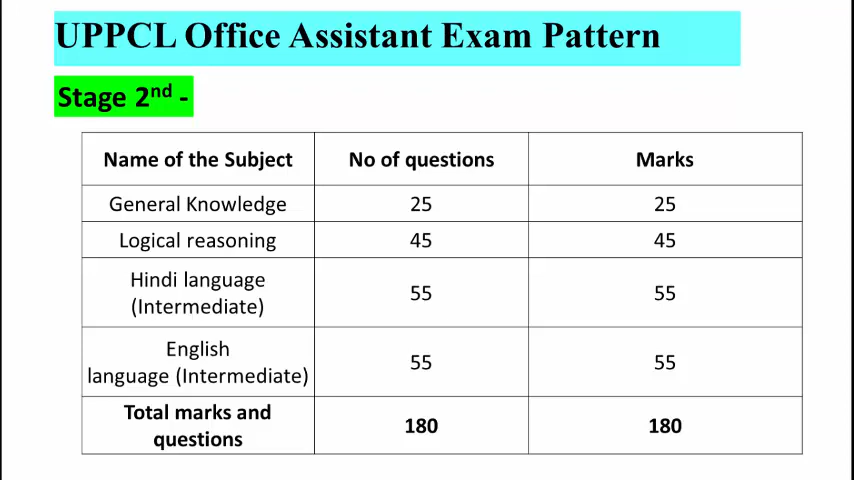 UPPCL Office Assistant Exam Pattern
Stage 2nd -
Name of the Subject No of questions Marks
General Knowledge 25 25
Logical reasoning 45 45
Hindi language
(Intermediate) 55 55
English
language (Intermediate) 55 55
Total marks and
questions 180 180